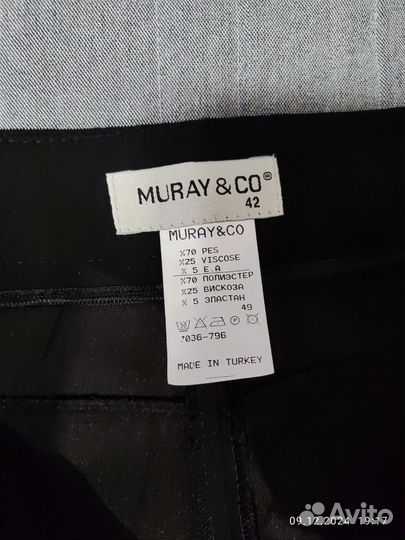 MURAY & CO®
42
MURAY&CO
%70 PES
%25 VISCOSE
% 5 E.A
%70 ПОЛИЭСТЕР
%25 ВИСКОЗА
% 5 ЭЛАСТАН
49
7036-796
MADE IN TURKEY
Avito
09.12.2024 19:17